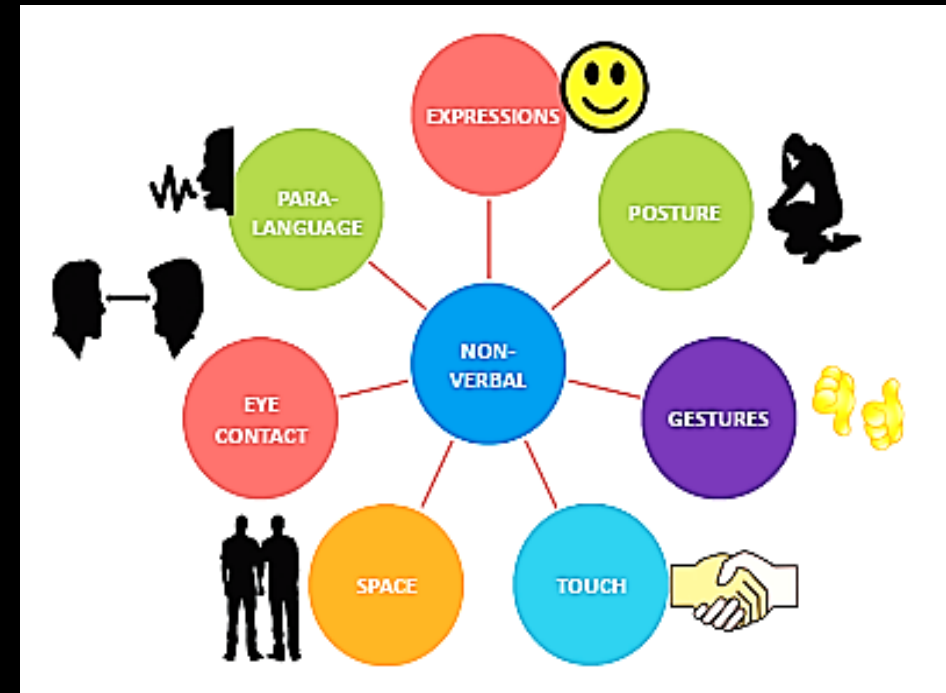 EXPRESSIONS
PARA-
LANGUAGE
POSTURE
NON-
VERBAL
EYE
CONTACT
GESTURES
SPACE
TOUCH